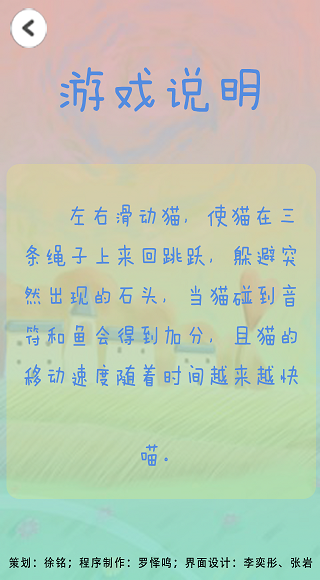 游戏说明
左右滑动猫，使猫在三
条绳子上来回跳跃，躲避突
然出现的石头，当猫碰到音
符和鱼会得到加分，且猫的
移动速度随着时间越来越快
喵。
策划：徐铭；程序制作：罗怿鸣；界面设计：李奕彤、张岩